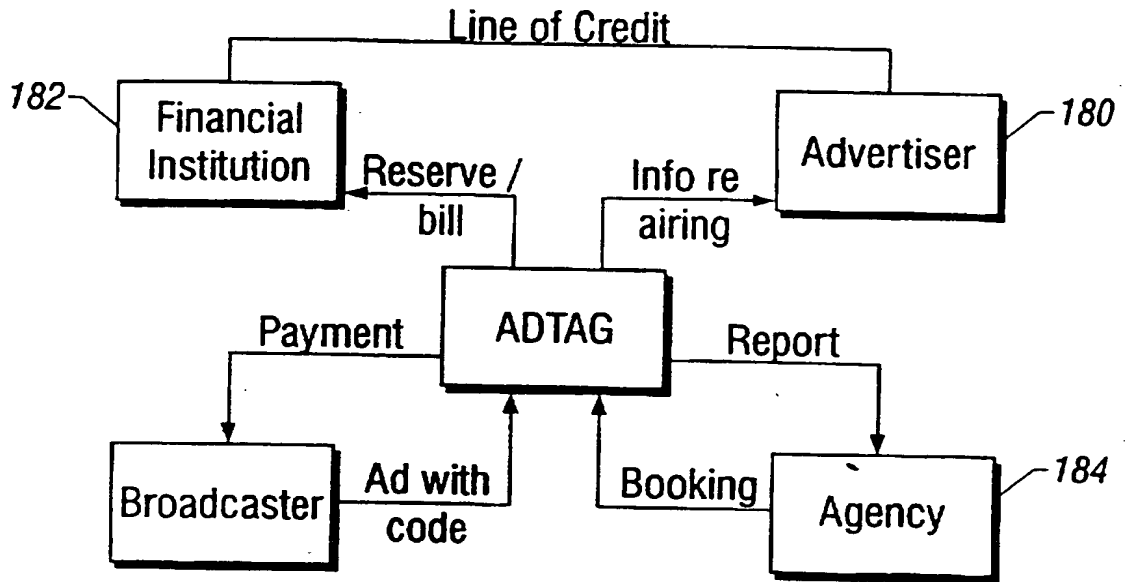 Line of Credit
182
Financial
Institution
180
Advertiser
Reserve /
bill
Info re
airing
ADTAG
Payment
Report
Broadcaster
Ad with
code
Booking
184
Agency